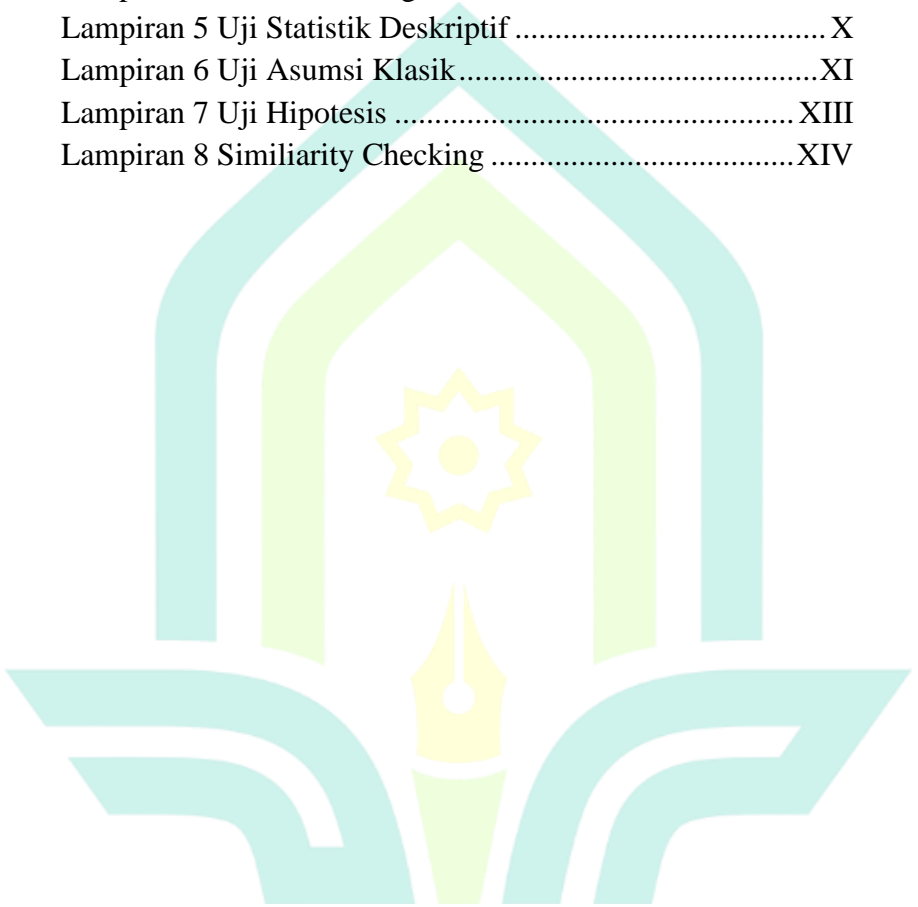 Lampiran 5 Uji Statistik Deskriptif ...................................... X
Lampiran 6 Uji Asumsi Klasik............................................XI
Lampiran 7 Uji Hipotesis ................................................. XIII
Lampiran 8 Similiarity Checking .....................................XIV